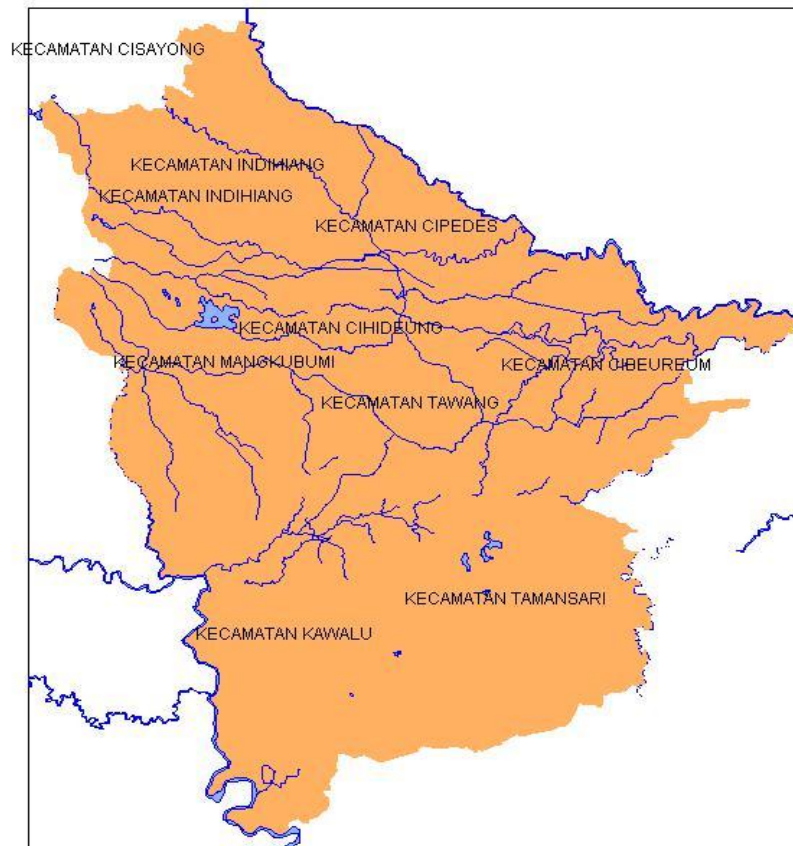 KECAMATAN CISAYONG
KECAMATAN INDIHIANG
KECAMATAN INDIHIANG
KECAMATAN CIPEDES
KECAMATAN CIHIDEUNG
KECAMATAN MANGKUBUMI
KECAMATAN CIBEUREUM
KECAMATAN TAWANG
KECAMATAN TAMANSARI
KECAMATAN KAWALU